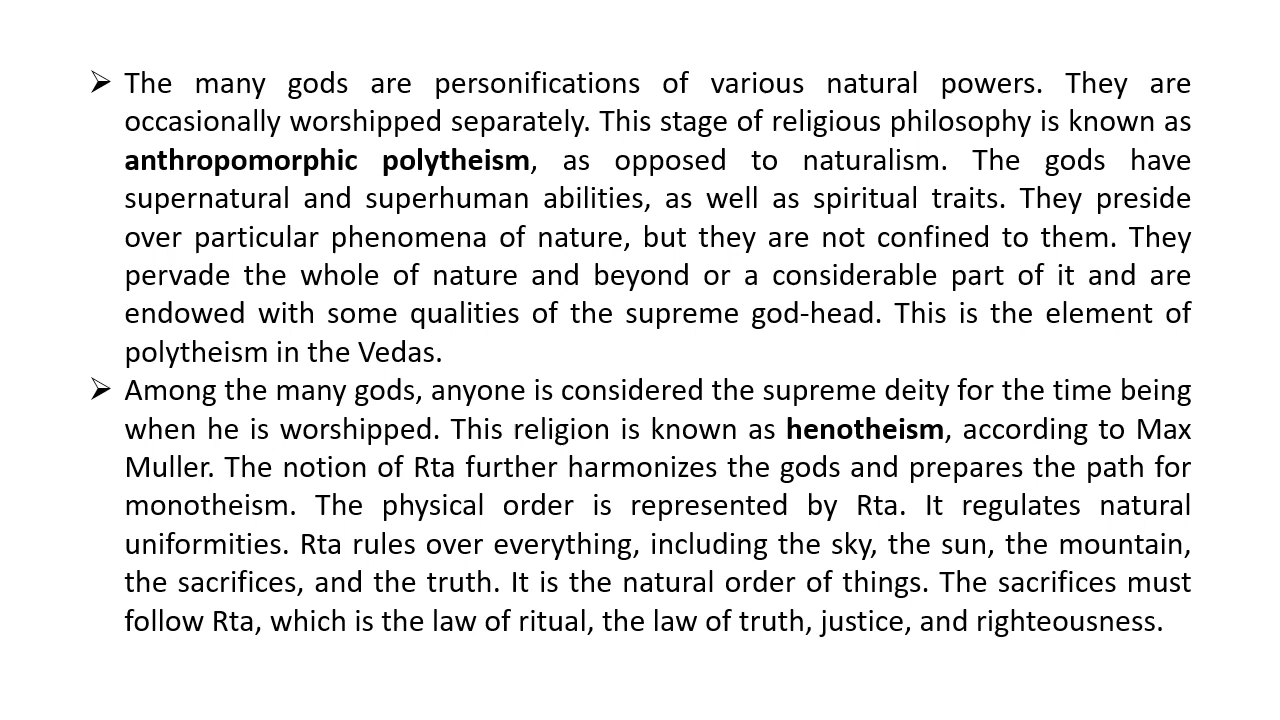 ➢ The many gods are personifications of various natural powers. They are
occasionally worshipped separately. This stage of religious philosophy is known as
anthropomorphic polytheism, as opposed to naturalism. The gods have
supernatural and superhuman abilities, as well as spiritual traits. They preside
over particular phenomena of nature, but they are not confined to them. They
pervade the whole of nature and beyond or a considerable part of it and are
endowed with some qualities of the supreme god-head. This is the element of
polytheism in the Vedas.
➢ Among the many gods, anyone is considered the supreme deity for the time being
when he is worshipped. This religion is known as henotheism, according to Max
Muller. The notion of Rta further harmonizes the gods and prepares the path for
monotheism. The physical order is represented by Rta. It regulates natural
uniformities. Rta rules over everything, including the sky, the sun, the mountain,
the sacrifices, and the truth. It is the natural order of things. The sacrifices must
follow Rta, which is the law of ritual, the law of truth, justice, and righteousness.